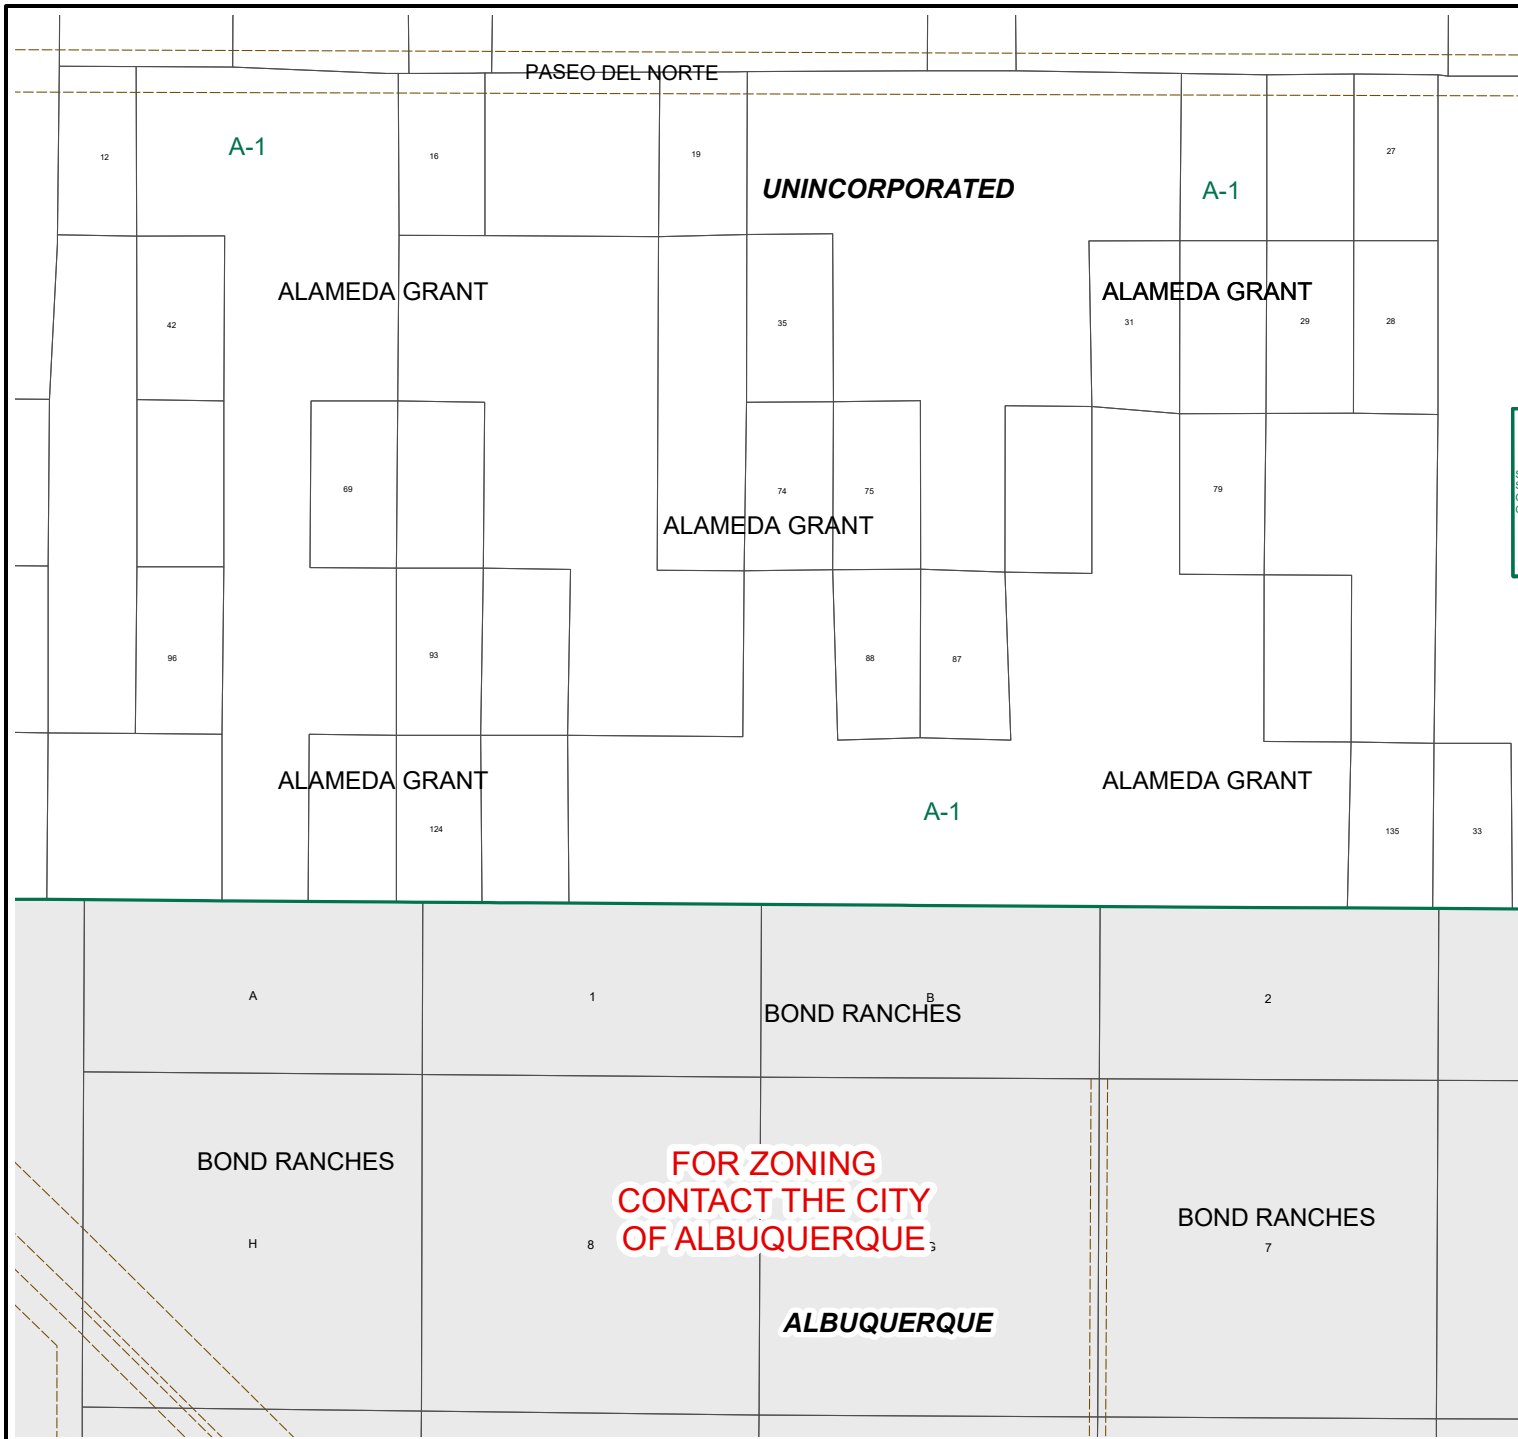 PASEO DEL NORTE
12
A-1
16
19
UNINCORPORATED
A-1
27
ALAMEDA GRANT
ALAMEDA GRANT
42
35
31
29
28
69
74
75
79
ALAMEDA GRANT
96
93
88
87
ALAMEDA GRANT
ALAMEDA GRANT
A-1
124
135
33
A
1
B
2
BOND RANCHES
BOND RANCHES
FOR ZONING
CONTACT THE CITY
OF ALBUQUERQUE
BOND RANCHES
H
8
G
7
ALBUQUERQUE